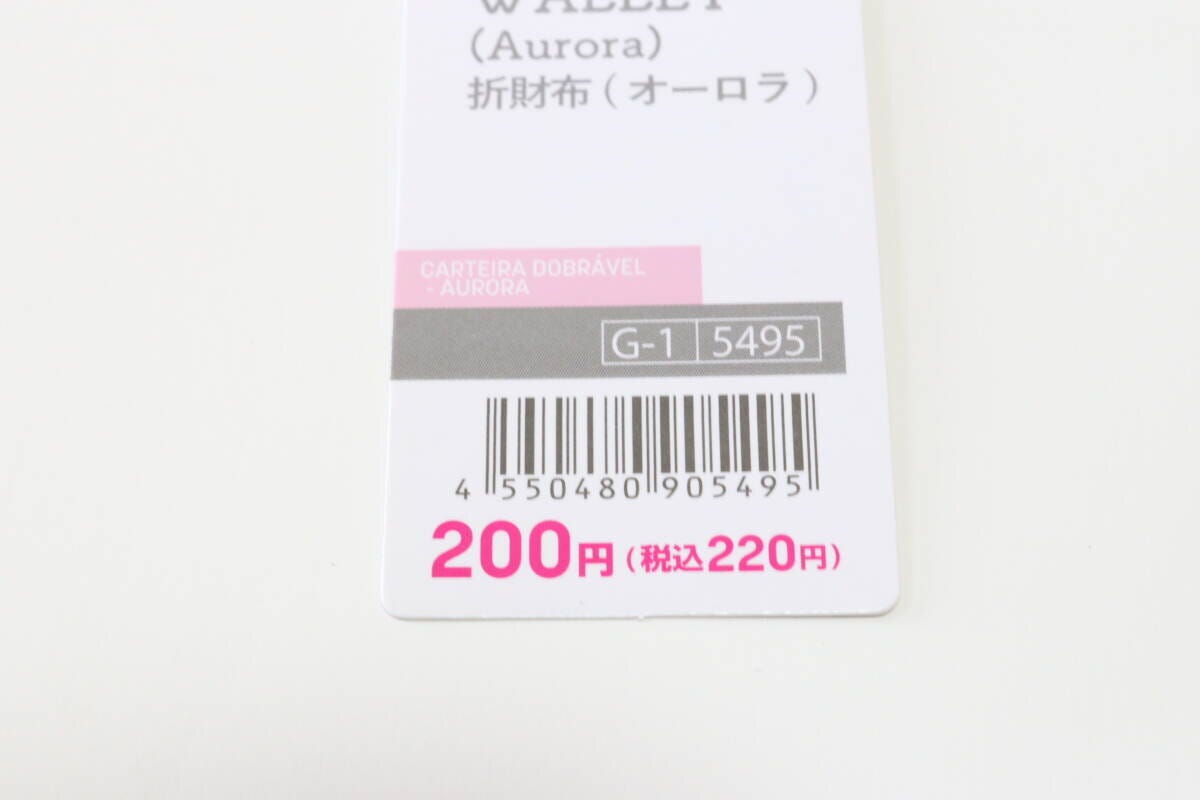 WALLET
(Aurora)
折財布(オーロラ)
CARTEIRA DOBRÁVEL
- AURORA
G-1 5495
4 550480 905495
200円(税込220円)